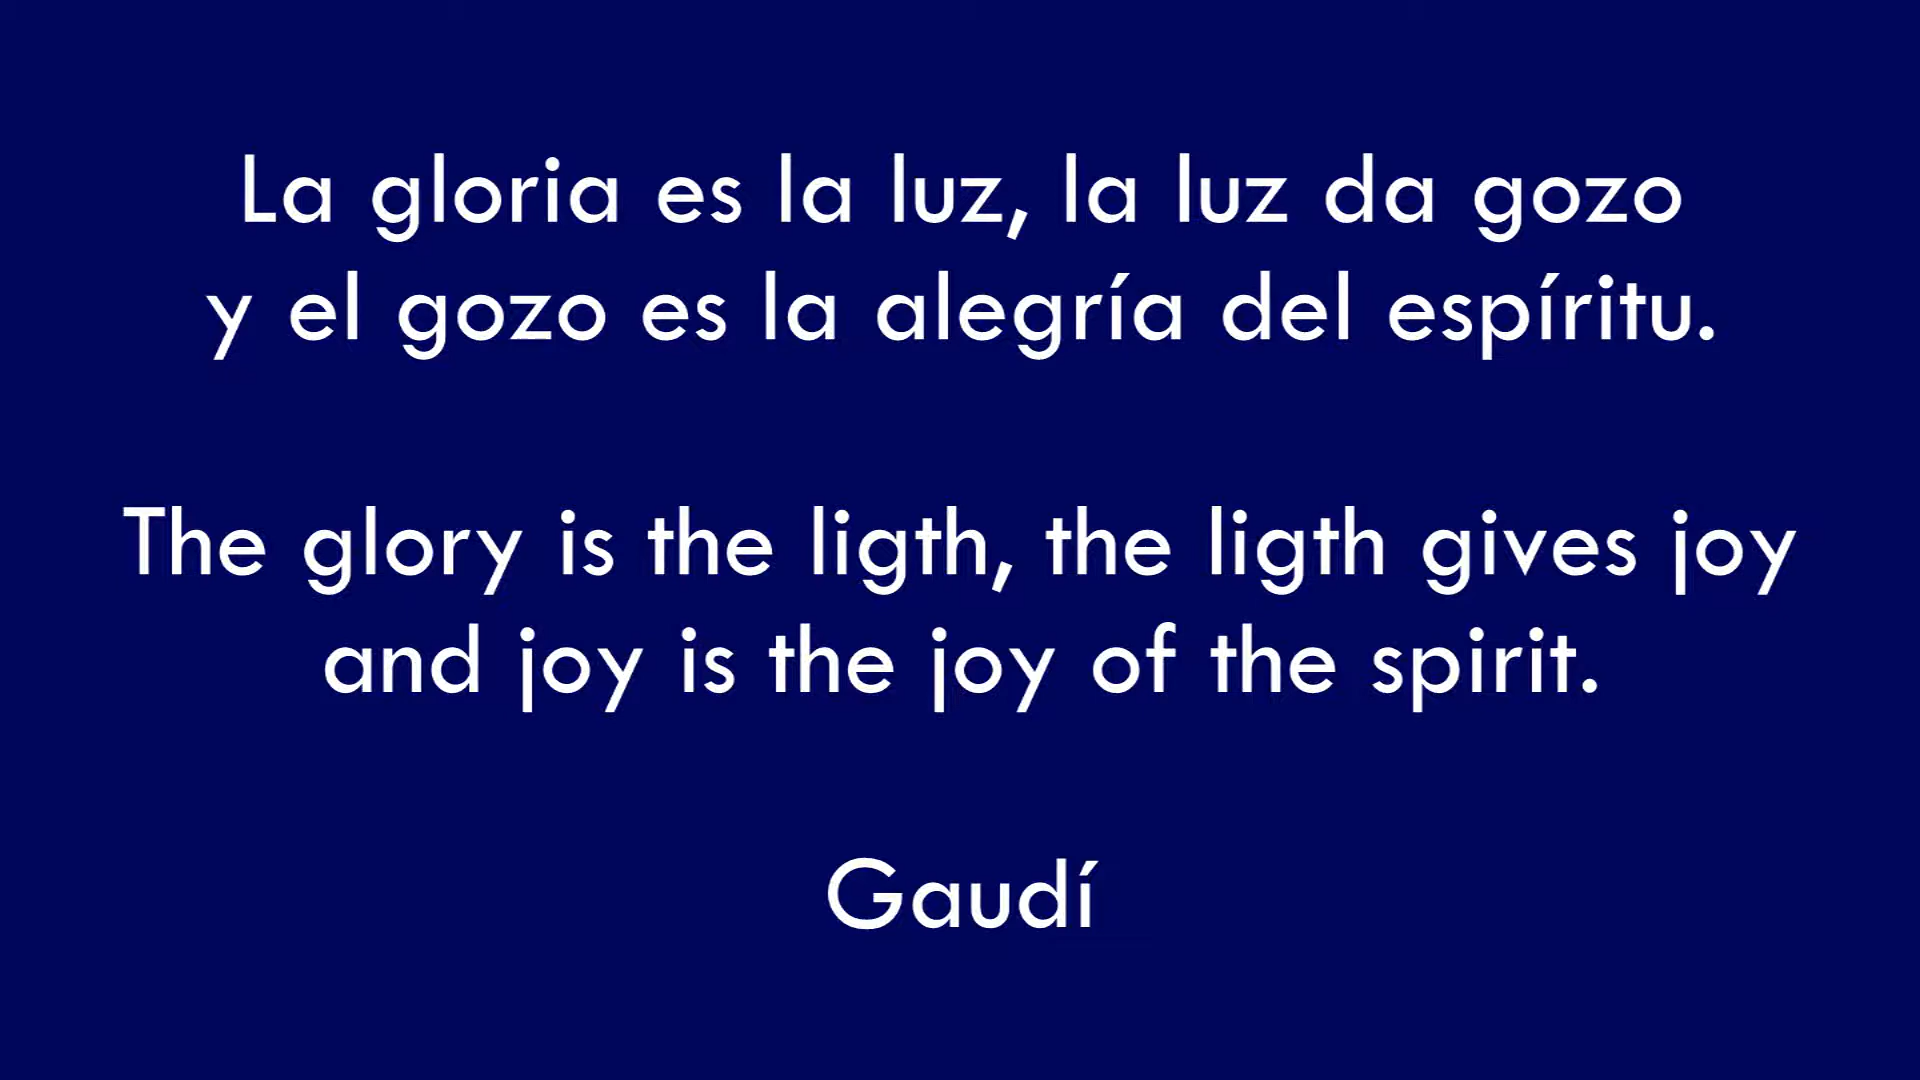 La gloria es la luz, la luz da gozo
y el gozo es la alegría del espíritu.
The glory is the ligth, the ligth gives joy
and joy is the joy of the spirit.
Gaudí